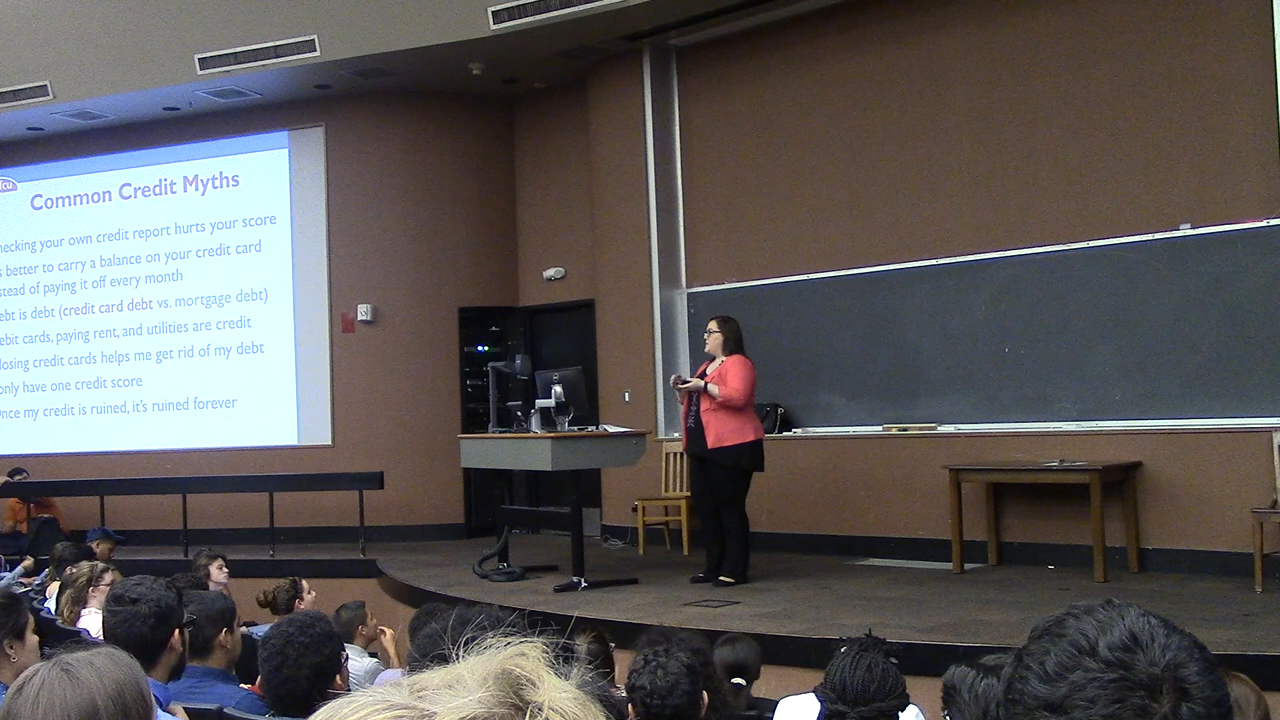 fcu
Common Credit Myths
hecking your own credit report hurts your score
s better to carry a balance on your credit card
stead of paying it off every month
ebt is debt (credit card debt vs. mortgage debt)
ebit cards, paying rent, and utilities are credit
losing credit cards helps me get rid of my debt
only have one credit score
nce my credit is ruined, it's ruined forever